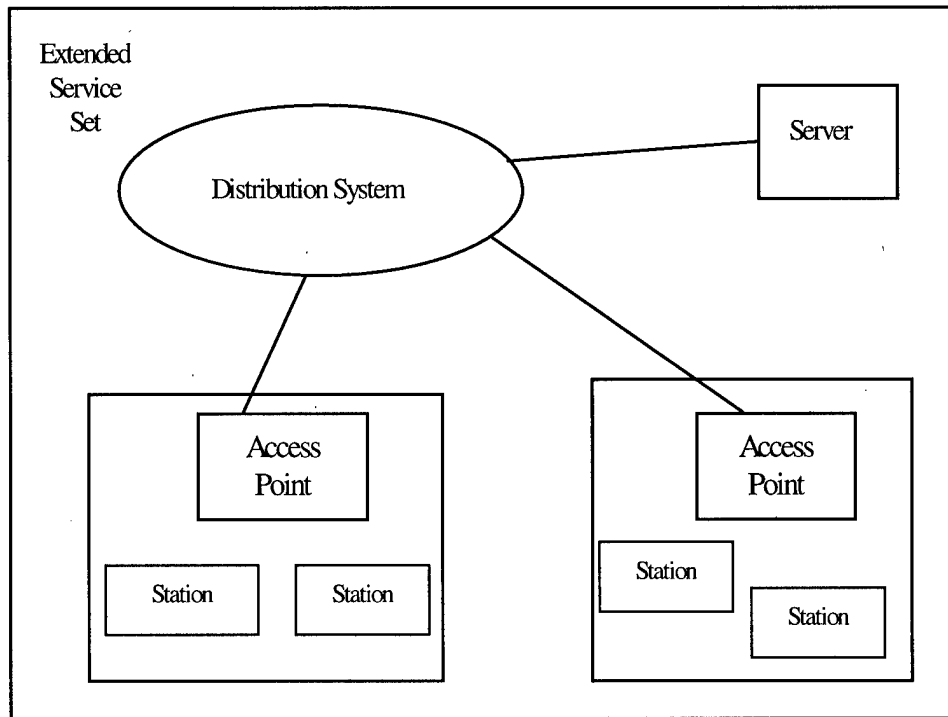 Extended
Service
Set
Distribution System
Server
Access
Point
Access
Point
Station
Station
Station
Station